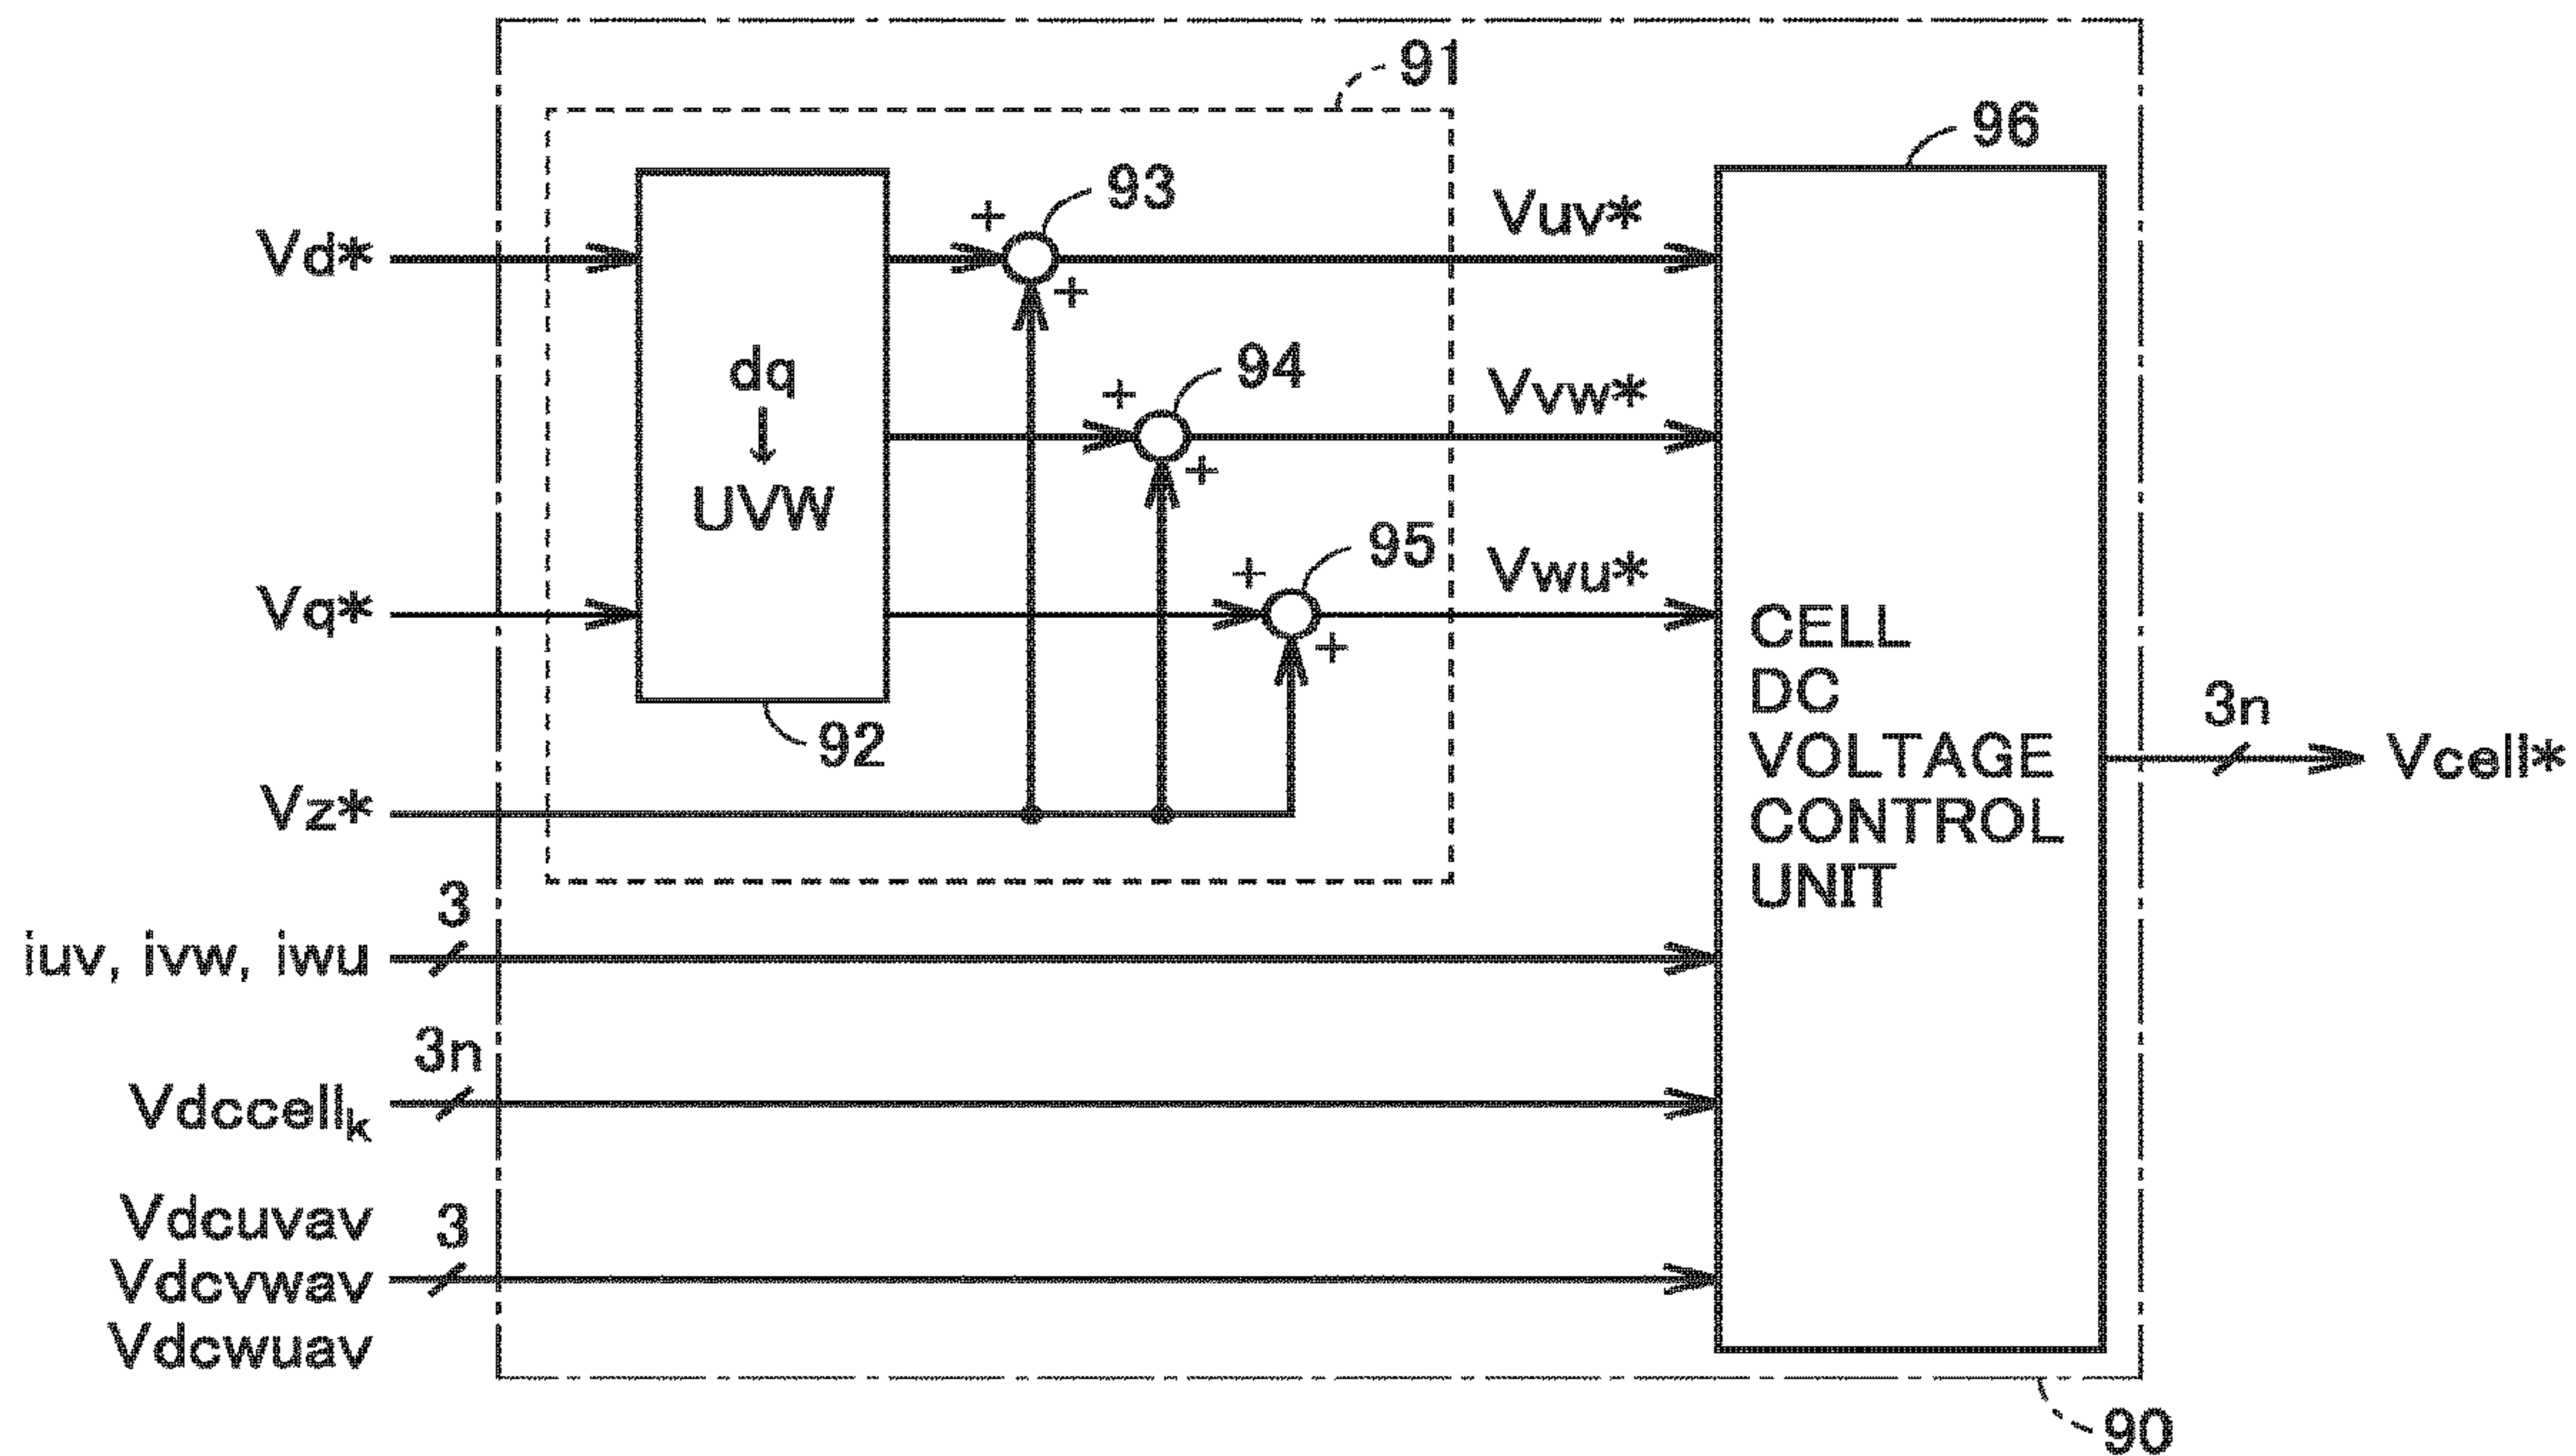 91
96
93
+
Vuv*
Vd*
+
94
dq
↓
UVW
+
Vvw*
+
95
Vwu*
+
Vq*
+
CELL
DC
VOLTAGE
CONTROL
UNIT
92
3n
Vcell*
Vz*
3
iuv, ivw, iwu
3n
Vdccellk
Vdcuvav
3
Vdcvwav
Vdcwuav
90